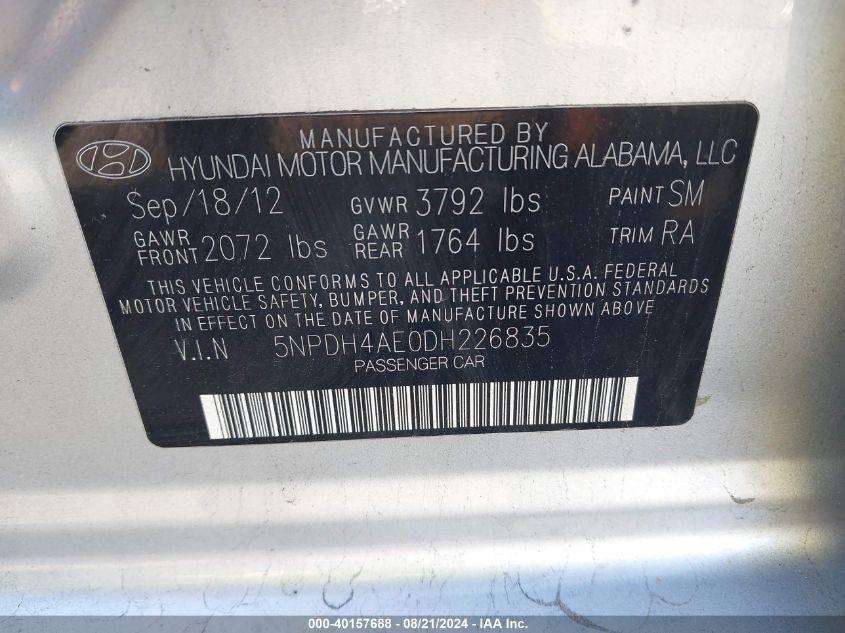 MANUFACTURED BY
HYUNDAI MOTOR MANUFACTURING ALABAMA, LLC
Sep/18/12 GVWR 3792 lbs PAINT SM
GAWR FRONT 2072 lbs GAWR REAR 1764 lbs TRIM RA
THIS VEHICLE CONFORMS TO ALL APPLICABLE U.S.A. FEDERAL
MOTOR VEHICLE SAFETY, BUMPER, AND THEFT PREVENTION STANDARDS
IN EFFECT ON THE DATE OF MANUFACTURE SHOWN ABOVE
V.I.N 5NPDH4AE0DH226835
PASSENGER CAR
000-40157688 - 08/21/2024 - IAA Inc.